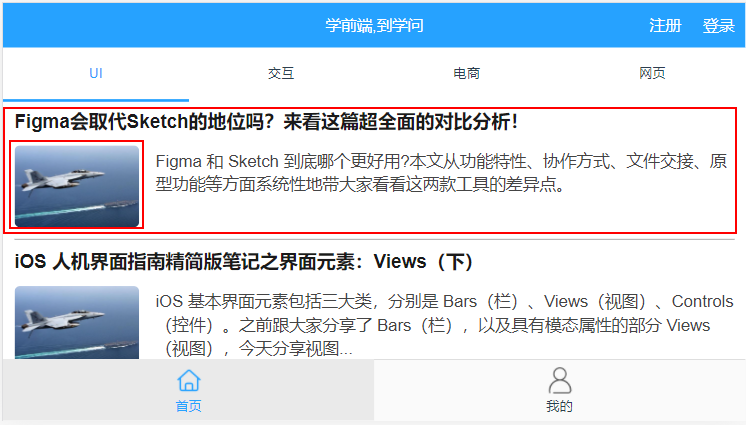 学前端,到学问
注册 登录
UI 交互 电商 网页
Figma会取代Sketch的地位吗？来看这篇超全面的对比分析！
Figma 和 Sketch 到底哪个更好用?本文从功能特性、协作方式、文件交接、原
型功能等方面系统性地带大家看看这两款工具的差异点。
iOS 人机界面指南精简版笔记之界面元素：Views（下）
iOS 基本界面元素包括三大类，分别是 Bars（栏）、Views（视图）、Controls
（控件）。之前跟大家分享了 Bars（栏），以及具有模态属性的部分 Views
（视图），今天分享视图...
首页 我的